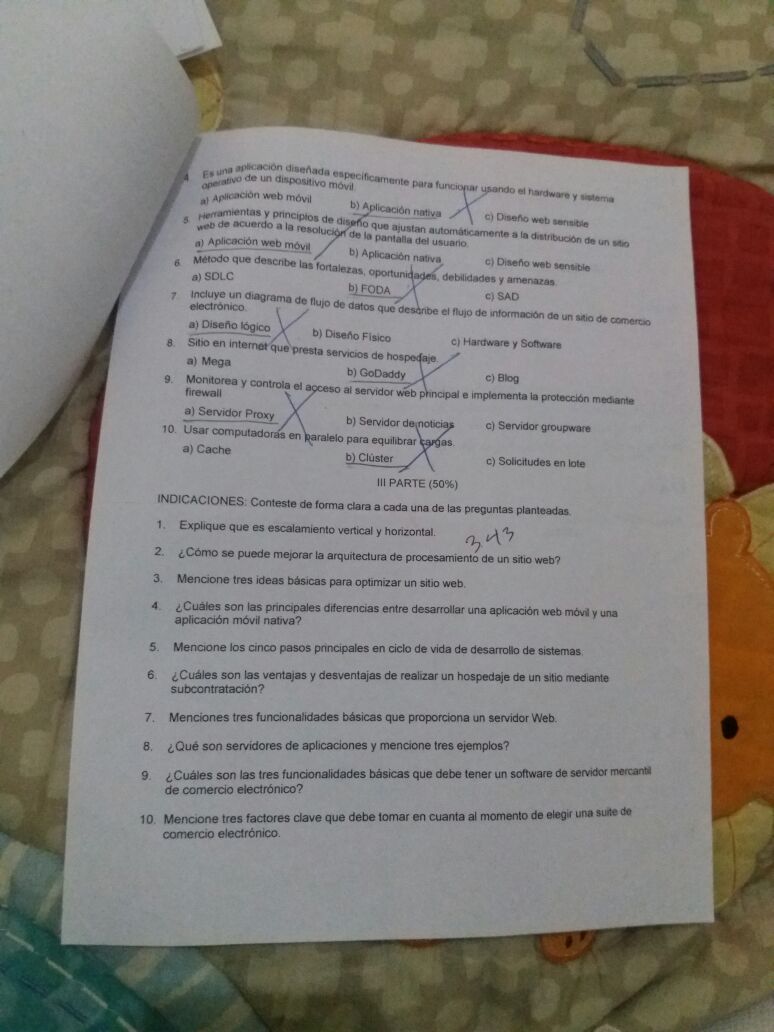 4. Es una aplicación diseñada específicamente para funcionar usando el hardware y sistema
operativo de un dispositivo móvil.
a) Aplicación web móvil b) Aplicación nativa c) Diseño web sensible
5. Herramientas y principios de diseño que ajustan automáticamente a la distribución de un sitio
web de acuerdo a la resolución de la pantalla del usuario.
a) Aplicación web móvil b) Aplicación nativa c) Diseño web sensible
6. Método que describe las fortalezas, oportunidades, debilidades y amenazas.
a) SDLC b) FODA c) SAD
7. Incluye un diagrama de flujo de datos que describe el flujo de información de un sitio de comercio
electrónico.
a) Diseño lógico b) Diseño Físico c) Hardware y Software
8. Sitio en internet que presta servicios de hospedaje.
a) Mega b) GoDaddy c) Blog
9. Monitorea y controla el acceso al servidor web principal e implementa la protección mediante
firewall
a) Servidor Proxy b) Servidor de noticias c) Servidor groupware
10. Usar computadoras en paralelo para equilibrar cargas.
a) Cache b) Clúster c) Solicitudes en lote
III PARTE (50%)
INDICACIONES: Conteste de forma clara a cada una de las preguntas planteadas.
1. Explique que es escalamiento vertical y horizontal.
343
2. ¿Cómo se puede mejorar la arquitectura de procesamiento de un sitio web?
3. Mencione tres ideas básicas para optimizar un sitio web.
4. ¿Cuáles son las principales diferencias entre desarrollar una aplicación web móvil y una
aplicación móvil nativa?
5. Mencione los cinco pasos principales en ciclo de vida de desarrollo de sistemas.
6. ¿Cuáles son las ventajas y desventajas de realizar un hospedaje de un sitio mediante
subcontratación?
7. Menciones tres funcionalidades básicas que proporciona un servidor Web.
8. ¿Qué son servidores de aplicaciones y mencione tres ejemplos?
9. ¿Cuáles son las tres funcionalidades básicas que debe tener un software de servidor mercantil
de comercio electrónico?
10. Mencione tres factores clave que debe tomar en cuanta al momento de elegir una suite de
comercio electrónico.